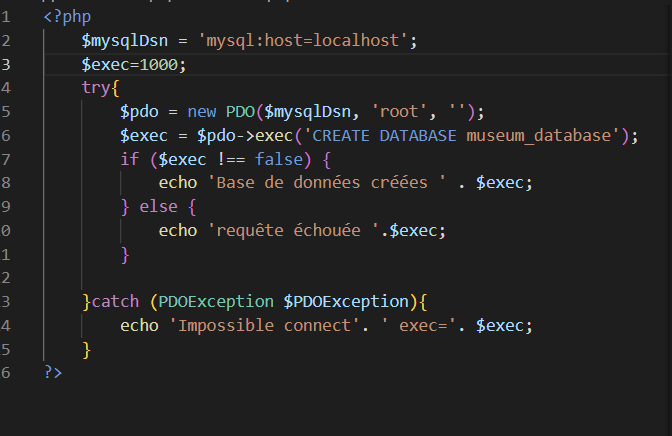 1 <?php
2 $mysqlDsn = 'mysql:host=localhost';
3 $exec=1000;
4 try{
5 $pdo = new PDO($mysqlDsn, 'root', '');
6 $exec = $pdo->exec('CREATE DATABASE museum_database');
7 if ($exec !== false) {
8 echo 'Base de données créées ' . $exec;
9 } else {
0 echo 'requête échouée '.$exec;
1 }
2
3 }catch (PDOException $PDOException){
4 echo 'Impossible connect'. ' exec='. $exec;
5 }
6 ?>